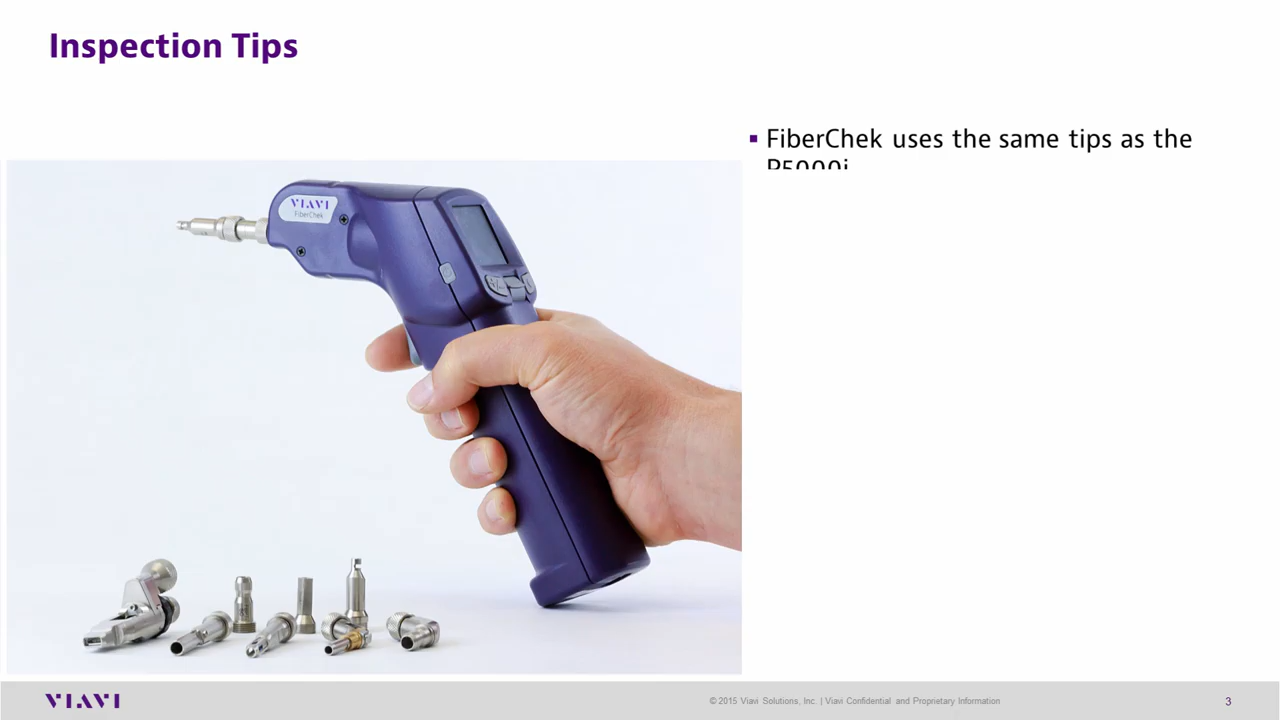 Inspection Tips
▪ FiberChek uses the same tips as the
P5000i
VIAVI
FiberChek
VIAVI
© 2015 Viavi Solutions, Inc. | Viavi Confidential and Proprietary Information
3